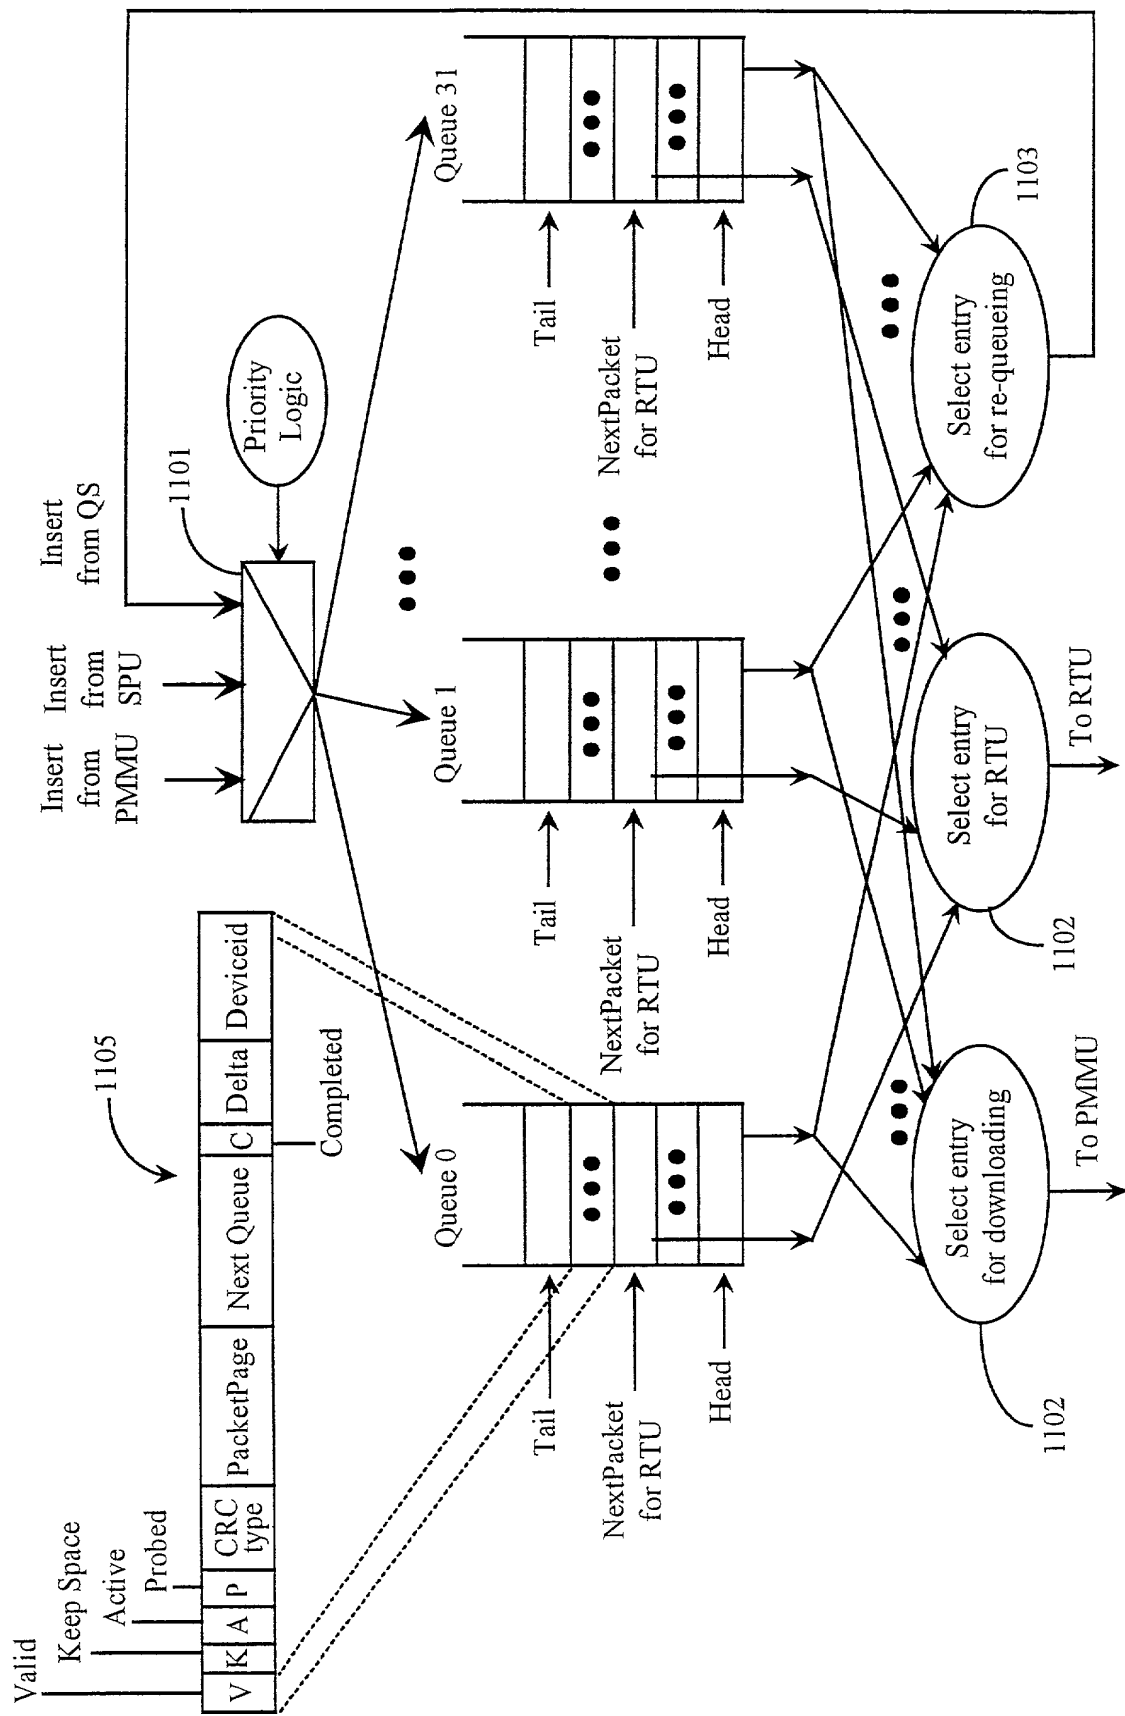 Valid
Keep Space
Active
Probed
V
K
A
P
CRC
type
PacketPage
Next Queue
C
Delta
Deviceid
Completed
1105
Insert
from
PMMU
Insert
from
SPU
Insert
from QS
1101
Priority
Logic
Queue 0
Queue 1
Queue 31
Tail
NextPacket
for RTU
Head
Tail
NextPacket
for RTU
Head
Tail
NextPacket
for RTU
Head
Select entry
for downloading
1102
To PMMU
Select entry
for RTU
1102
To RTU
Select entry
for re-queueing
1103